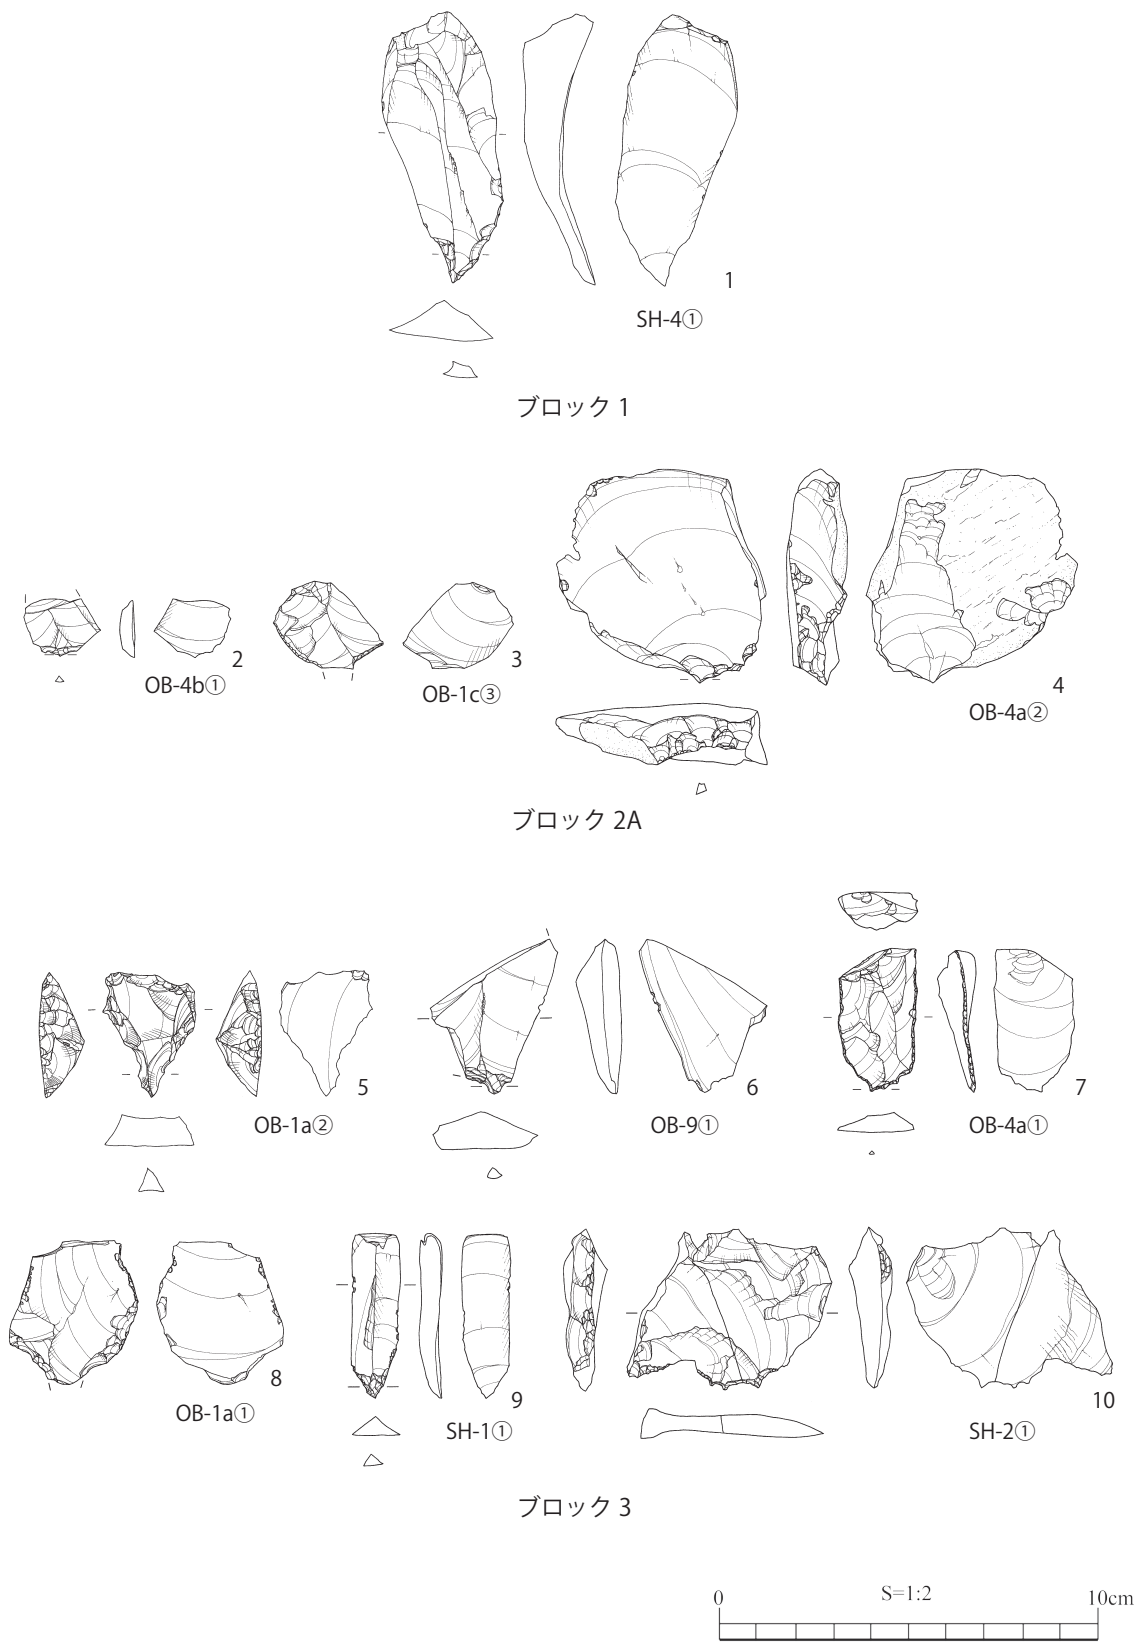 1
SH-4①
ブロック 1
2
OB-4b①
3
OB-1c③
4
OB-4a②
ブロック 2A
5
OB-1a②
6
OB-9①
7
OB-4a①
8
OB-1a①
9
SH-1①
10
SH-2①
ブロック 3
0
S=1:2
10cm